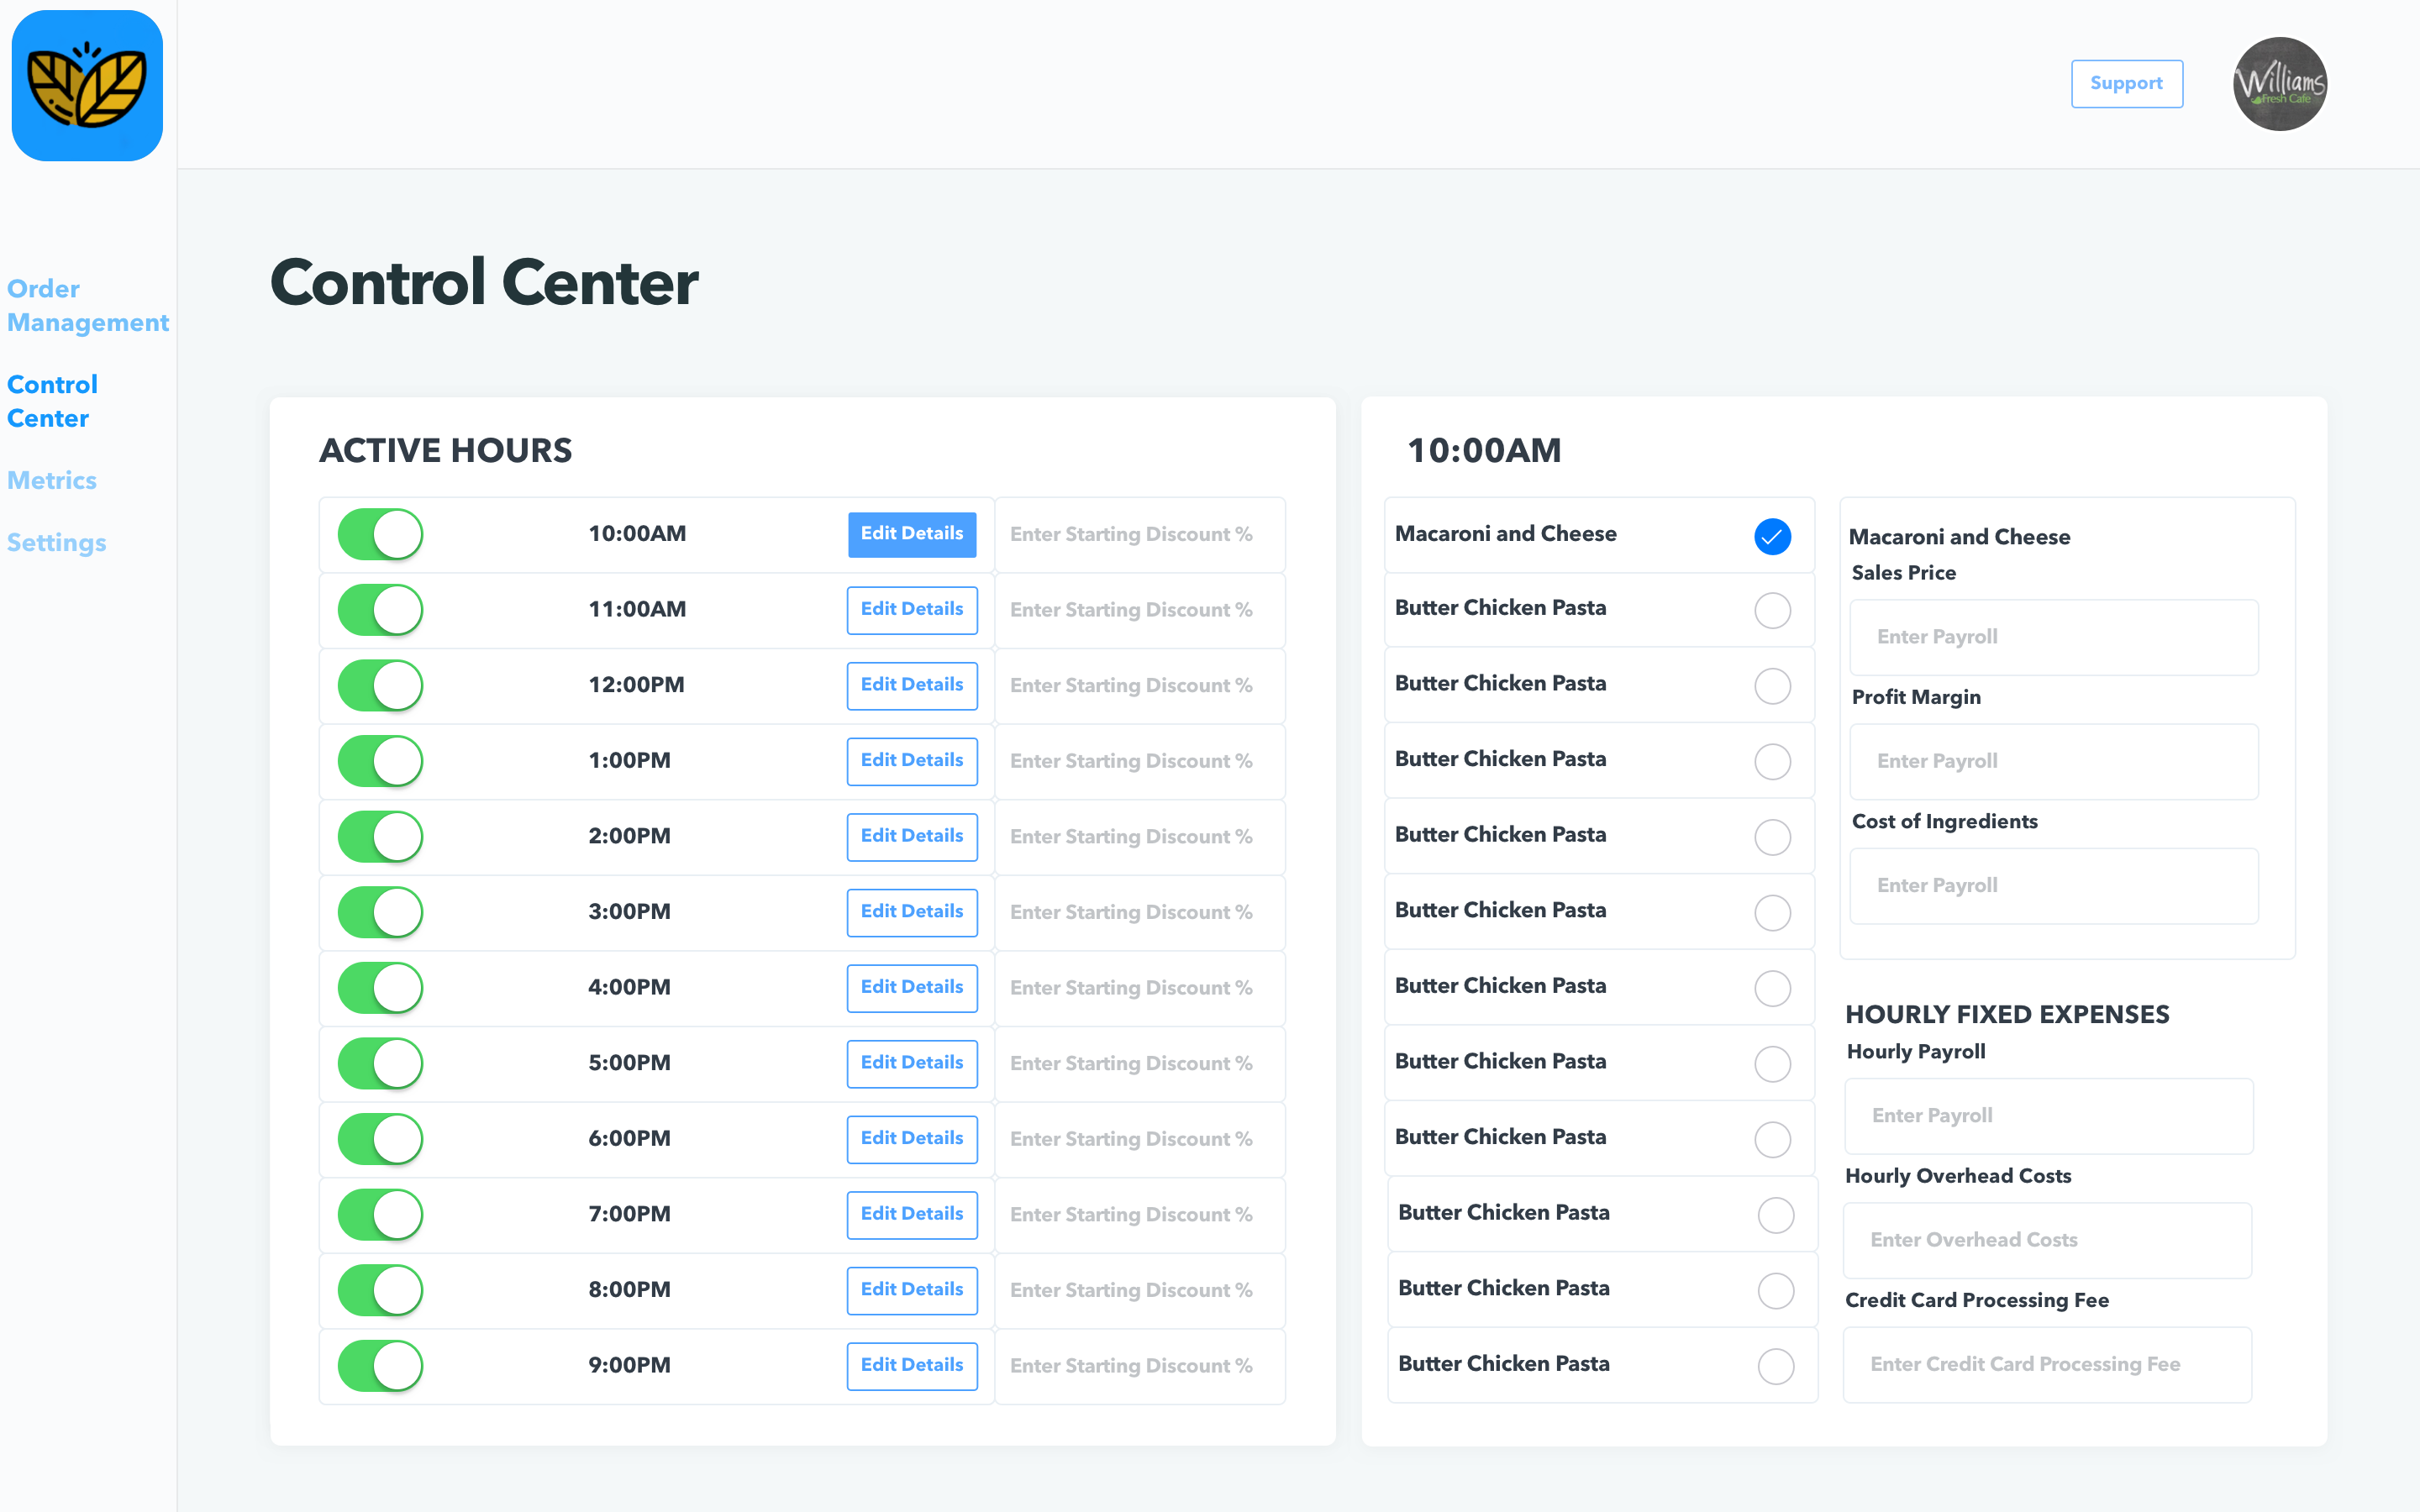 Support
Williams
Fresh Cafe
Order
Management
Control
Center
Metrics
Settings
Control Center
ACTIVE HOURS
10:00AM Edit Details Enter Starting Discount %
11:00AM Edit Details Enter Starting Discount %
12:00PM Edit Details Enter Starting Discount %
1:00PM Edit Details Enter Starting Discount %
2:00PM Edit Details Enter Starting Discount %
3:00PM Edit Details Enter Starting Discount %
4:00PM Edit Details Enter Starting Discount %
5:00PM Edit Details Enter Starting Discount %
6:00PM Edit Details Enter Starting Discount %
7:00PM Edit Details Enter Starting Discount %
8:00PM Edit Details Enter Starting Discount %
9:00PM Edit Details Enter Starting Discount %
10:00AM
Macaroni and Cheese
Butter Chicken Pasta
Butter Chicken Pasta
Butter Chicken Pasta
Butter Chicken Pasta
Butter Chicken Pasta
Butter Chicken Pasta
Butter Chicken Pasta
Butter Chicken Pasta
Butter Chicken Pasta
Butter Chicken Pasta
Butter Chicken Pasta
Macaroni and Cheese
Sales Price
Enter Payroll
Profit Margin
Enter Payroll
Cost of Ingredients
Enter Payroll
HOURLY FIXED EXPENSES
Hourly Payroll
Enter Payroll
Hourly Overhead Costs
Enter Overhead Costs
Credit Card Processing Fee
Enter Credit Card Processing Fee